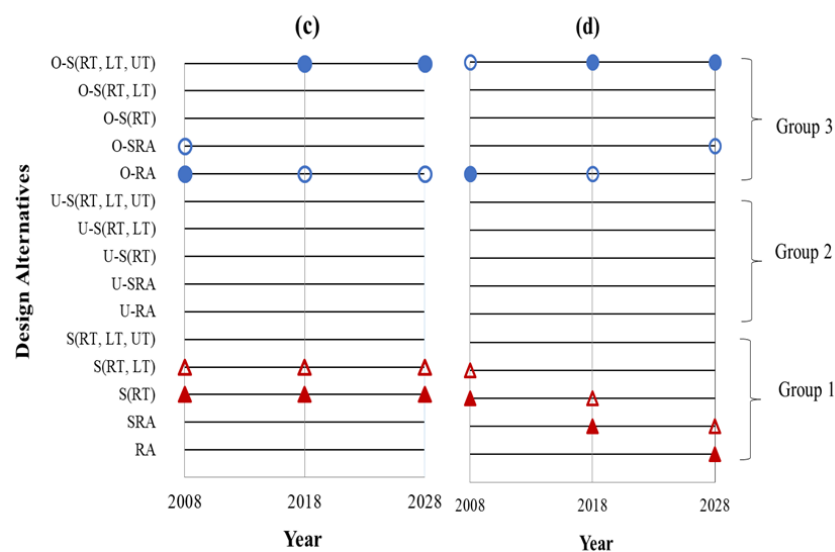 (c)
(d)
Design Alternatives
O-S(RT, LT, UT)
O-S(RT, LT)
O-S(RT)
O-SRA
O-RA
U-S(RT, LT, UT)
U-S(RT, LT)
U-S(RT)
U-SRA
U-RA
S(RT, LT, UT)
S(RT, LT)
S(RT)
SRA
RA
Group 3
Group 2
Group 1
2008 2018 2028
Year
2008 2018 2028
Year